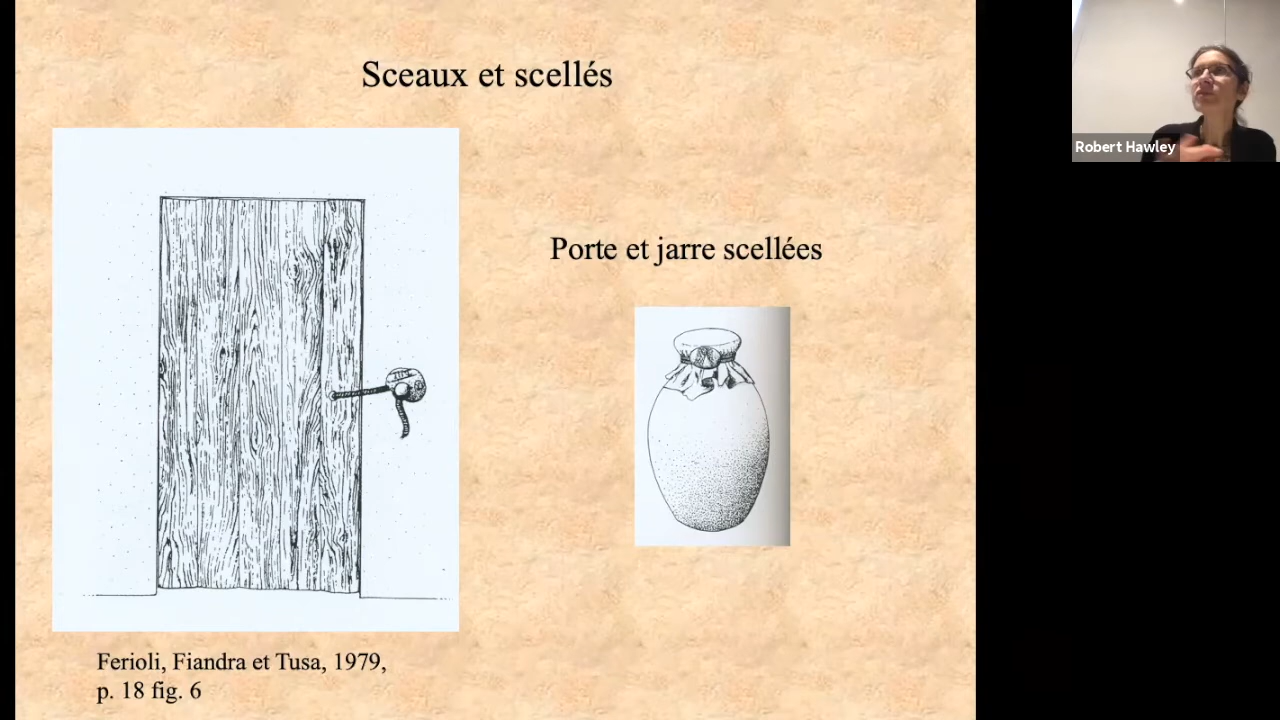 Sceaux et scellés
Porte et jarre scellées
Ferioli, Fiandra et Tusa, 1979,
p. 18 fig. 6
Robert Hawley